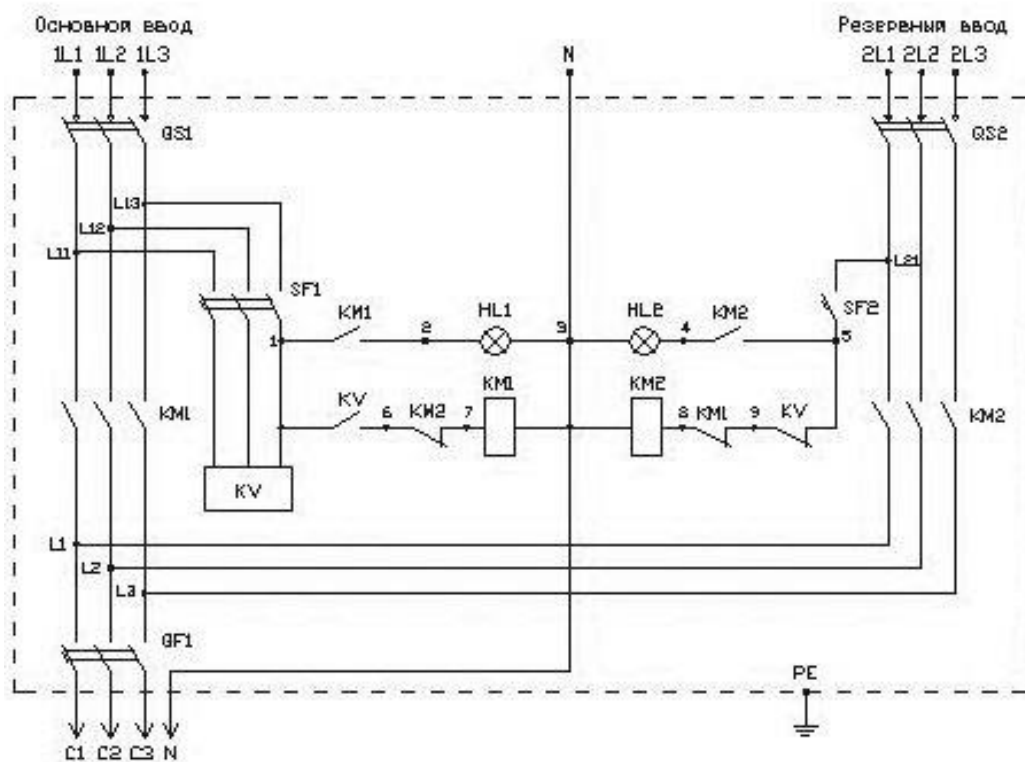 Основной ввод
Резервный ввод
1L1 1L2 1L3
N
2L1 2L2 2L3
QS1
QS2
L13
L12
L11
L21
SF1
SF2
KM1
2
HL1
3
HL2
4
KM2
1
5
KV
6
KM2
7
KM1
KM2
8
KM1
9
KV
KM1
KM2
KV
L1
L2
L3
QF1
PE
C1 C2 C3 N